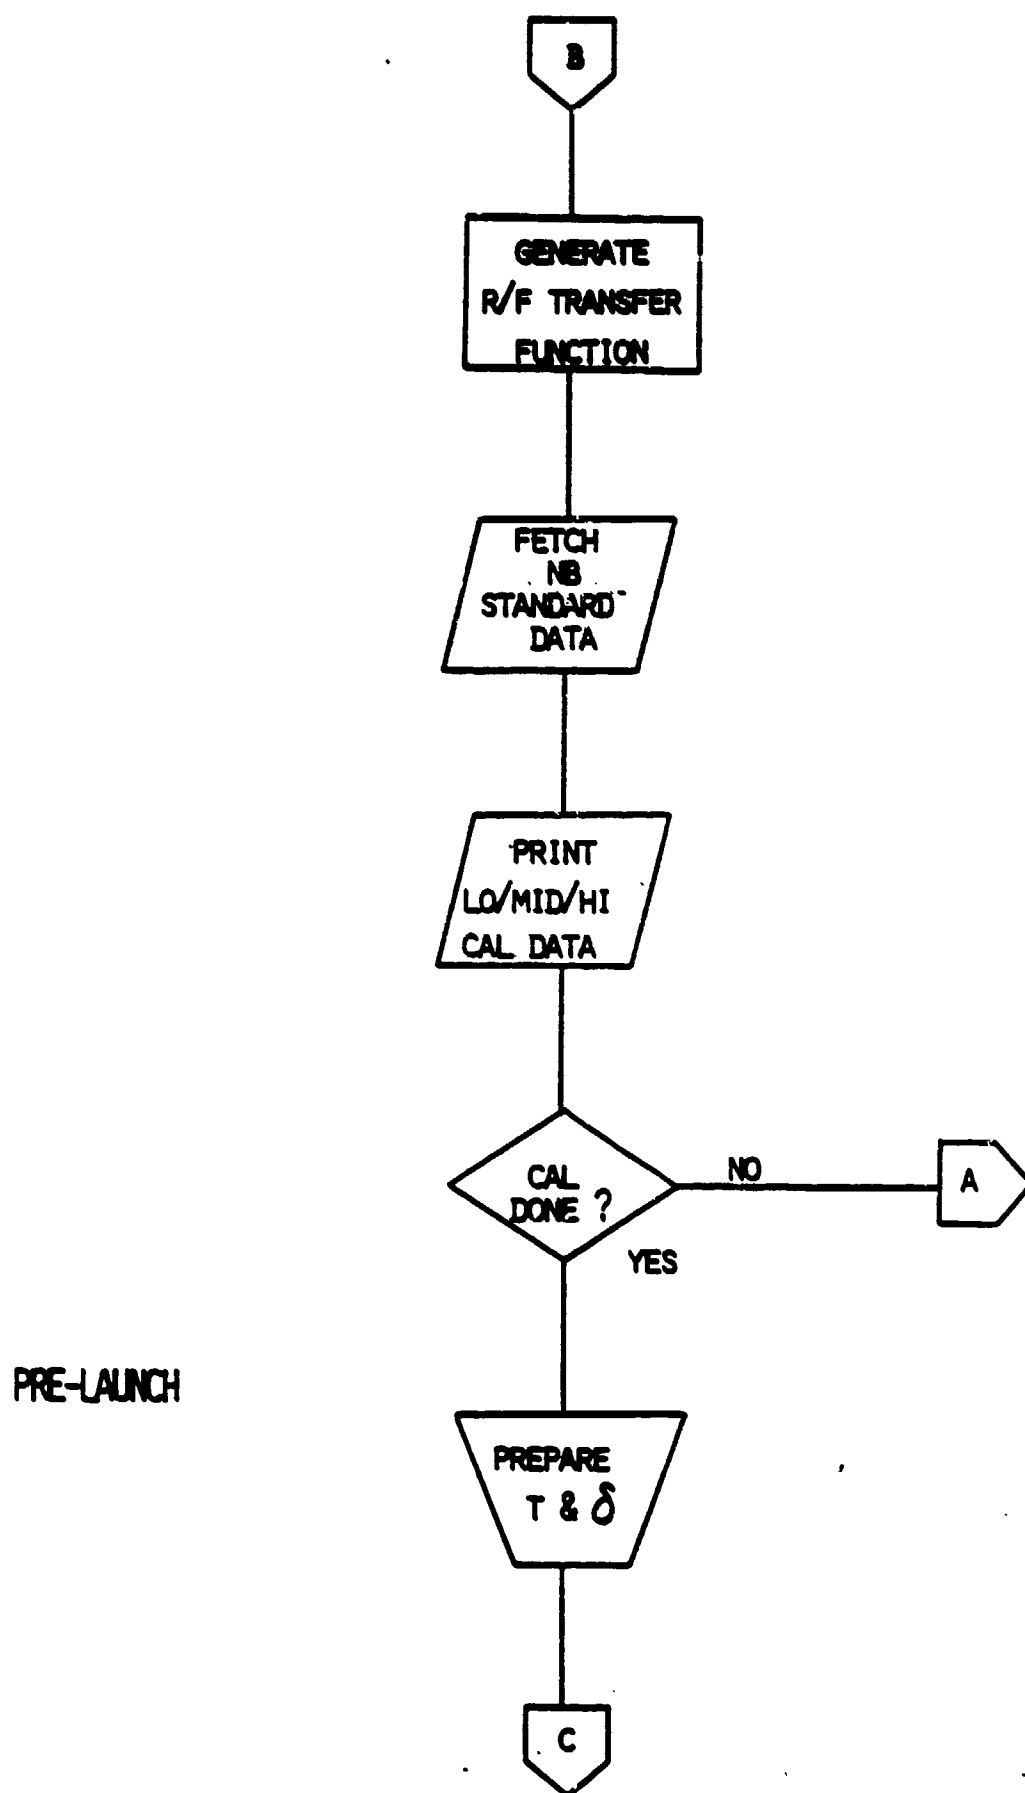 B
GENERATE
R/F TRANSFER
FUNCTION
FETCH
NB
STANDARD
DATA
PRINT
LO/MID/HI
CAL DATA
CAL
DONE ?
NO
A
YES
PRE-LAUNCH
PREPARE
T & δ
C